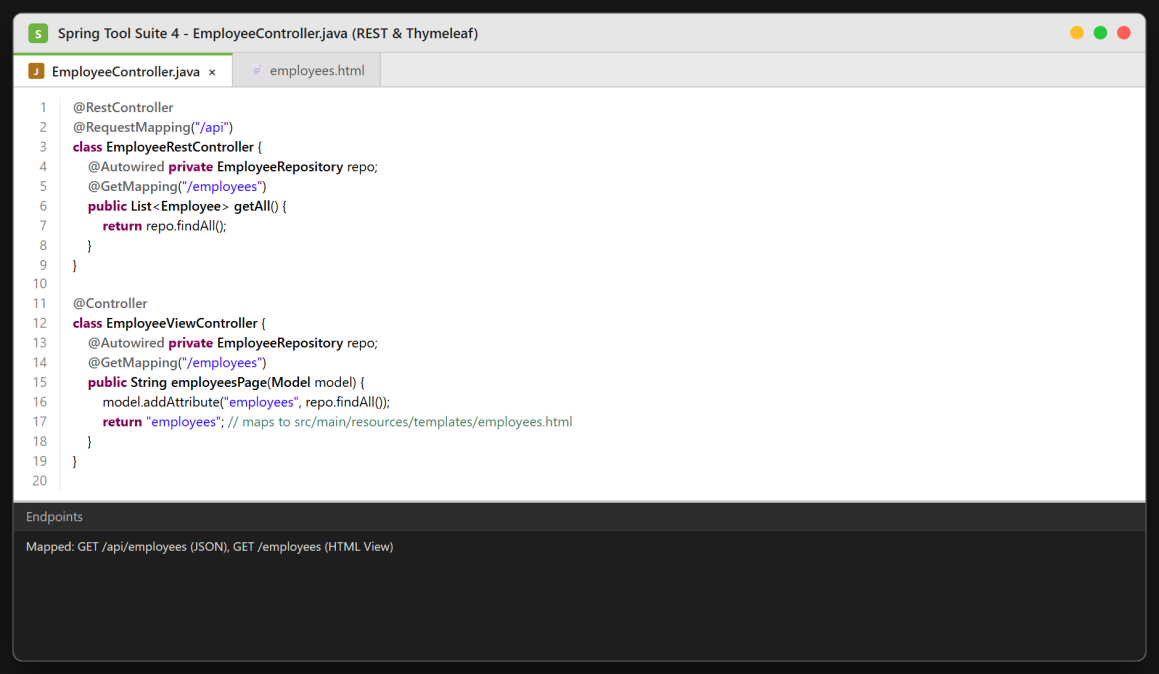 S Spring Tool Suite 4 - EmployeeController.java (REST & Thymeleaf)
J EmployeeController.java × employees.html
1 @RestController
2 @RequestMapping("/api")
3 class EmployeeRestController {
4 @Autowired private EmployeeRepository repo;
5 @GetMapping("/employees")
6 public List<Employee> getAll() {
7 return repo.findAll();
8 }
9 }
10
11 @Controller
12 class EmployeeViewController {
13 @Autowired private EmployeeRepository repo;
14 @GetMapping("/employees")
15 public String employeesPage(Model model) {
16 model.addAttribute("employees", repo.findAll());
17 return "employees"; // maps to src/main/resources/templates/employees.html
18 }
19 }
20
Endpoints
Mapped: GET /api/employees (JSON), GET /employees (HTML View)